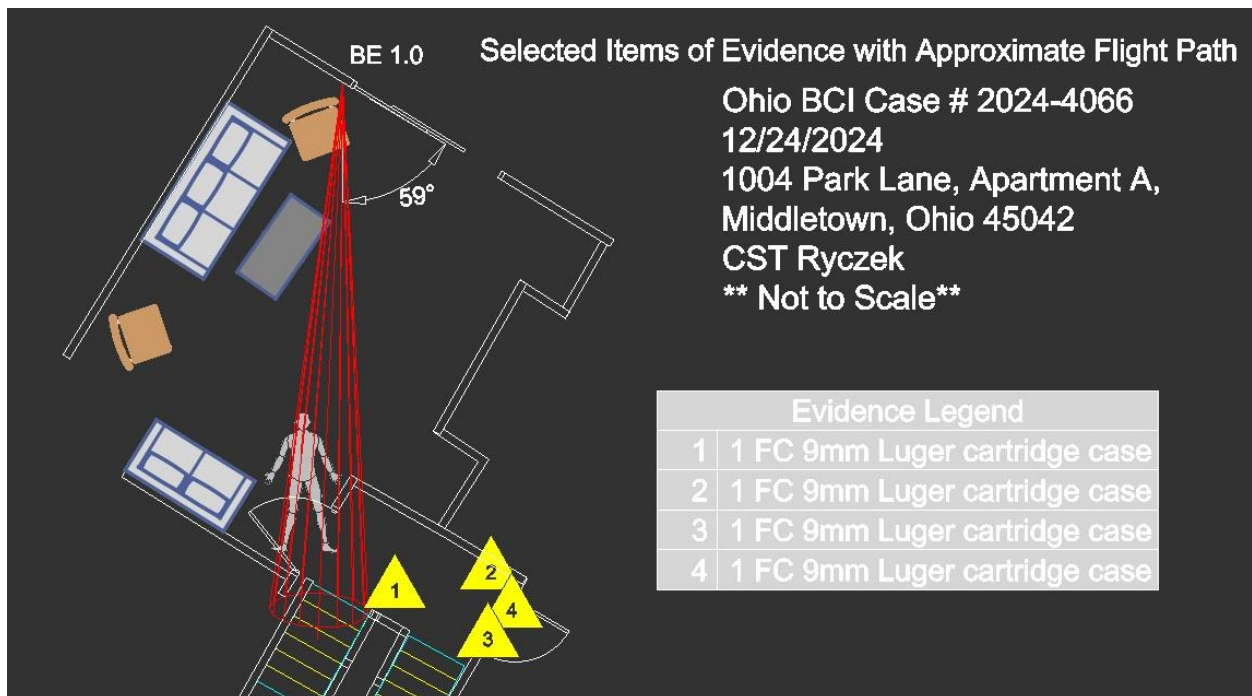 BE 1.0
Selected Items of Evidence with Approximate Flight Path
Ohio BCI Case # 2024-4066
12/24/2024
1004 Park Lane, Apartment A,
Middletown, Ohio 45042
CST Ryczek
** Not to Scale**
59°
Evidence Legend
1 1 FC 9mm Luger cartridge case
2 1 FC 9mm Luger cartridge case
3 1 FC 9mm Luger cartridge case
4 1 FC 9mm Luger cartridge case
1
2
4
3